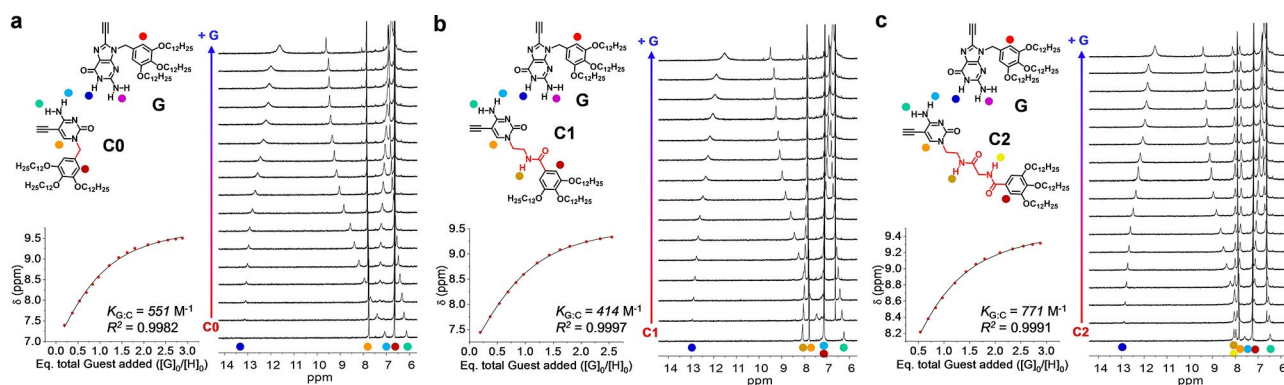 a
+ G
OC₁₂H₂₅
OC₁₂H₂₅
OC₁₂H₂₅
G
C0
H₂₅C₁₂O
H₂₅C₁₂O
OC₁₂H₂₅
C0
δ (ppm)
9.5
9.0
8.5
8.0
7.5
7.0
K_G:C = 551 M⁻¹
R² = 0.9982
0.0 0.5 1.0 1.5 2.0 2.5 3.0
Eq. total Guest added ([G]₀/[H]₀)
14 13 12 11 10 9 8 7 6
ppm
b
+ G
OC₁₂H₂₅
OC₁₂H₂₅
OC₁₂H₂₅
G
C1
OC₁₂H₂₅
H₂₅C₁₂O
OC₁₂H₂₅
C1
δ (ppm)
9.5
9.0
8.5
8.0
7.5
K_G:C = 414 M⁻¹
R² = 0.9997
0.0 0.5 1.0 1.5 2.0 2.5
Eq. total Guest added ([G]₀/[H]₀)
14 13 12 11 10 9 8 7 6
ppm
c
+ G
OC₁₂H₂₅
OC₁₂H₂₅
OC₁₂H₂₅
G
C2
OC₁₂H₂₅
OC₁₂H₂₅
OC₁₂H₂₅
C2
δ (ppm)
9.4
9.2
9.0
8.8
8.6
8.4
8.2
K_G:C = 771 M⁻¹
R² = 0.9991
0.5 1.0 1.5 2.0 2.5 3.0
Eq. total Guest added ([G]₀/[H]₀)
14 13 12 11 10 9 8 7
ppm